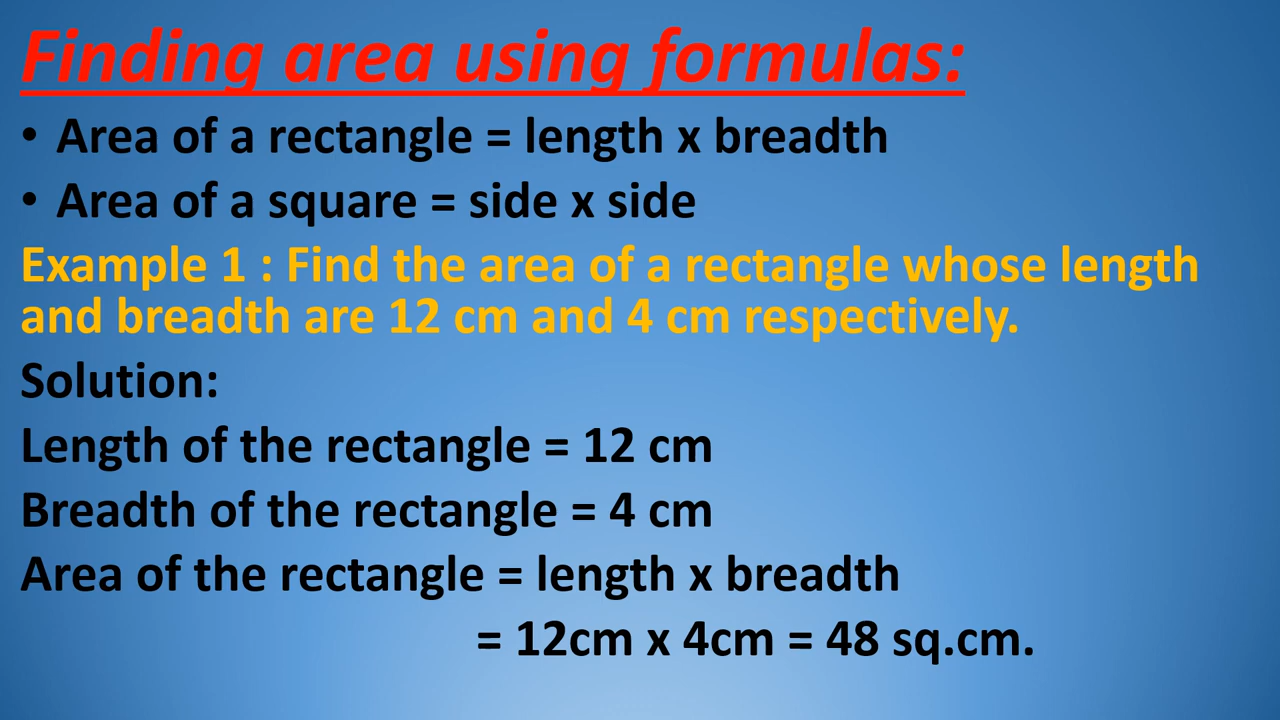 Finding area using formulas:
• Area of a rectangle = length x breadth
• Area of a square = side x side
Example 1 : Find the area of a rectangle whose length
and breadth are 12 cm and 4 cm respectively.
Solution:
Length of the rectangle = 12 cm
Breadth of the rectangle = 4 cm
Area of the rectangle = length x breadth
= 12cm x 4cm = 48 sq.cm.